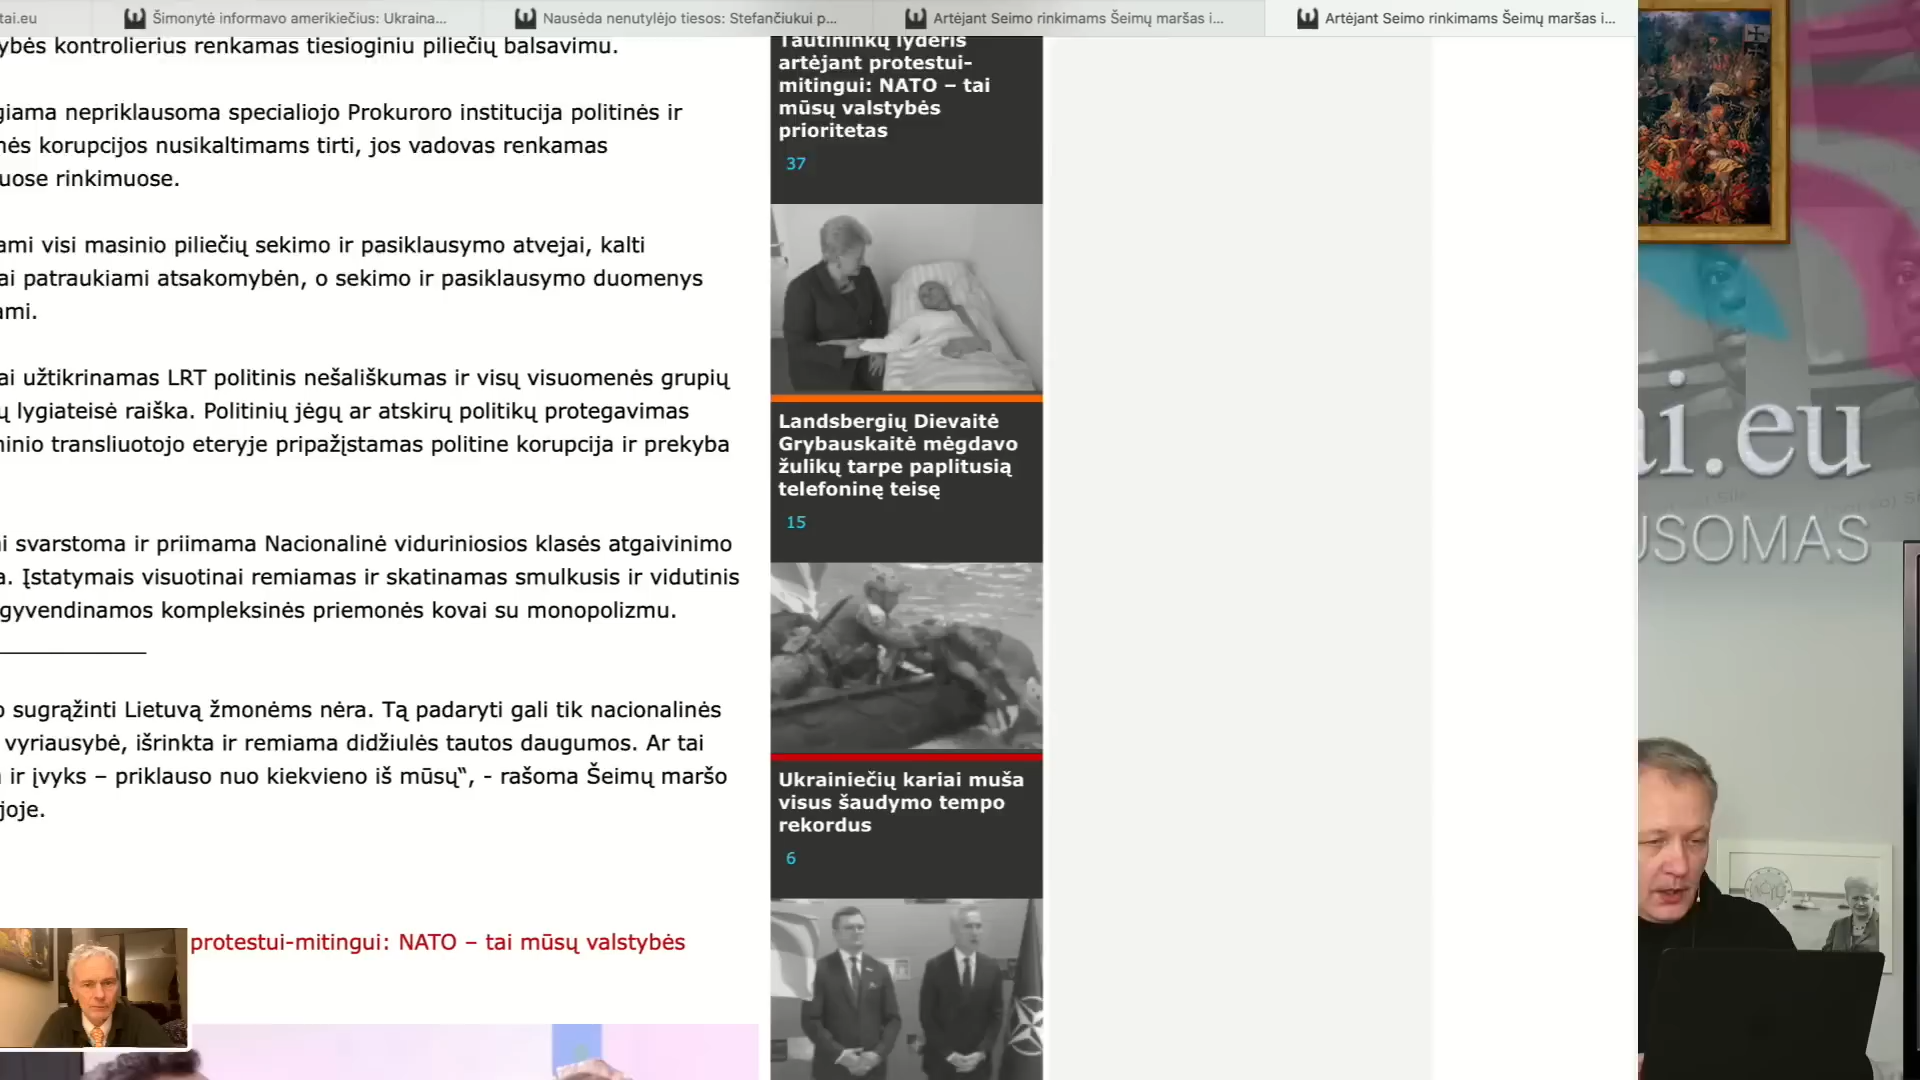 tai.eu
Šimonytė informavo amerikiečius: Ukraina...
Nausėda nenutylėjo tiesos: Stefančiukui p...
Artėjant Seimo rinkimams Šeimų maršas i...
Artėjant Seimo rinkimams Šeimų maršas i...
ybės kontrolierius renkamas tiesioginiu piliečių balsavimu.
giama nepriklausoma specialiojo Prokuroro institucija politinės ir
nės korupcijos nusikaltimams tirti, jos vadovas renkamas
uose rinkimuose.
ami visi masinio piliečių sekimo ir pasiklausymo atvejai, kalti
ai patraukiami atsakomybėn, o sekimo ir pasiklausymo duomenys
ami.
ai užtikrinamas LRT politinis nešališkumas ir visų visuomenės grupių
ų lygiateisė raiška. Politinių jėgų ar atskirų politikų protegavimas
ninio transliuotojo eteryje pripažįstamas politine korupcija ir prekyba
i svarstoma ir priimama Nacionalinė viduriniosios klasės atgaivinimo
a. Įstatymais visuotinai remiamas ir skatinamas smulkusis ir vidutinis
gyvendinamos kompleksinės priemonės kovai su monopolizmu.
o sugrąžinti Lietuvą žmonėms nėra. Tą padaryti gali tik nacionalinės
vyriausybė, išrinkta ir remiama didžiulės tautos daugumos. Ar tai
ir įvyks – priklauso nuo kiekvieno iš mūsų“, - rašoma Šeimų maršo
joje.
protestui-mitingui: NATO – tai mūsų valstybės
Tautininkų lyderis
artėjant protestui-
mitingui: NATO – tai
mūsų valstybės
prioritetas
37
Landsbergių Dievaitė
Grybauskaitė mėgdavo
žulikų tarpe paplitusią
telefoninę teisę
15
Ukrainiečių kariai muša
visus šaudymo tempo
rekordus
6
ai.eu
USOMAS